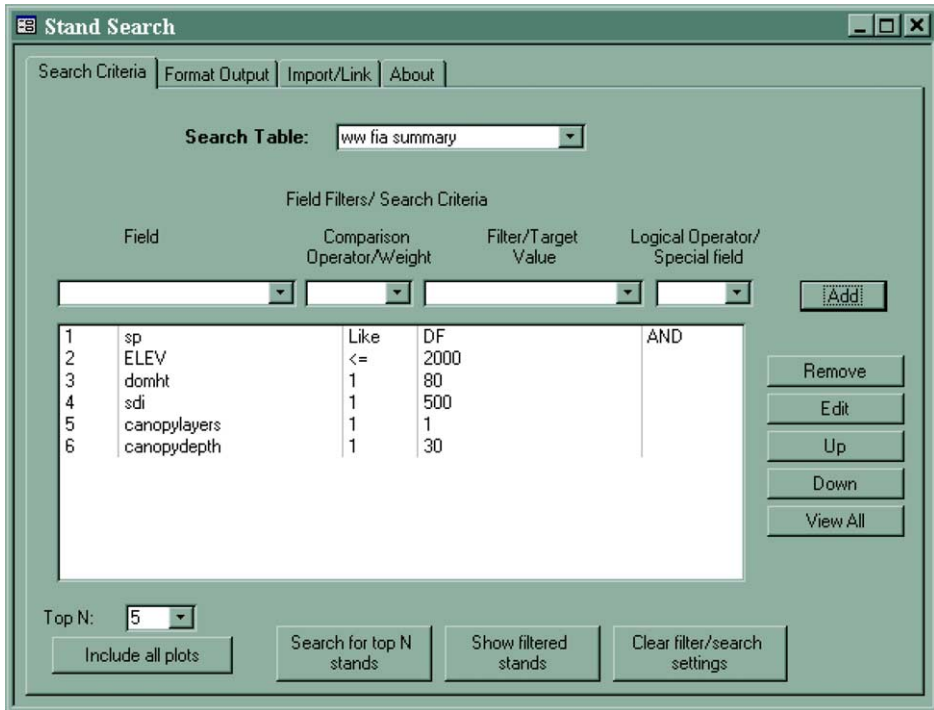 Stand Search
Search Criteria Format Output Import/Link About
Search Table: ww fia summary
Field Filters/ Search Criteria
Field Comparison Operator/Weight Filter/Target Value Logical Operator/ Special field
Add
1 sp Like DF AND
2 ELEV <= 2000
3 domht 1 80
4 sdi 1 500
5 canopylayers 1 1
6 canopydepth 1 30
Remove
Edit
Up
Down
View All
Top N: 5
Include all plots
Search for top N stands
Show filtered stands
Clear filter/search settings